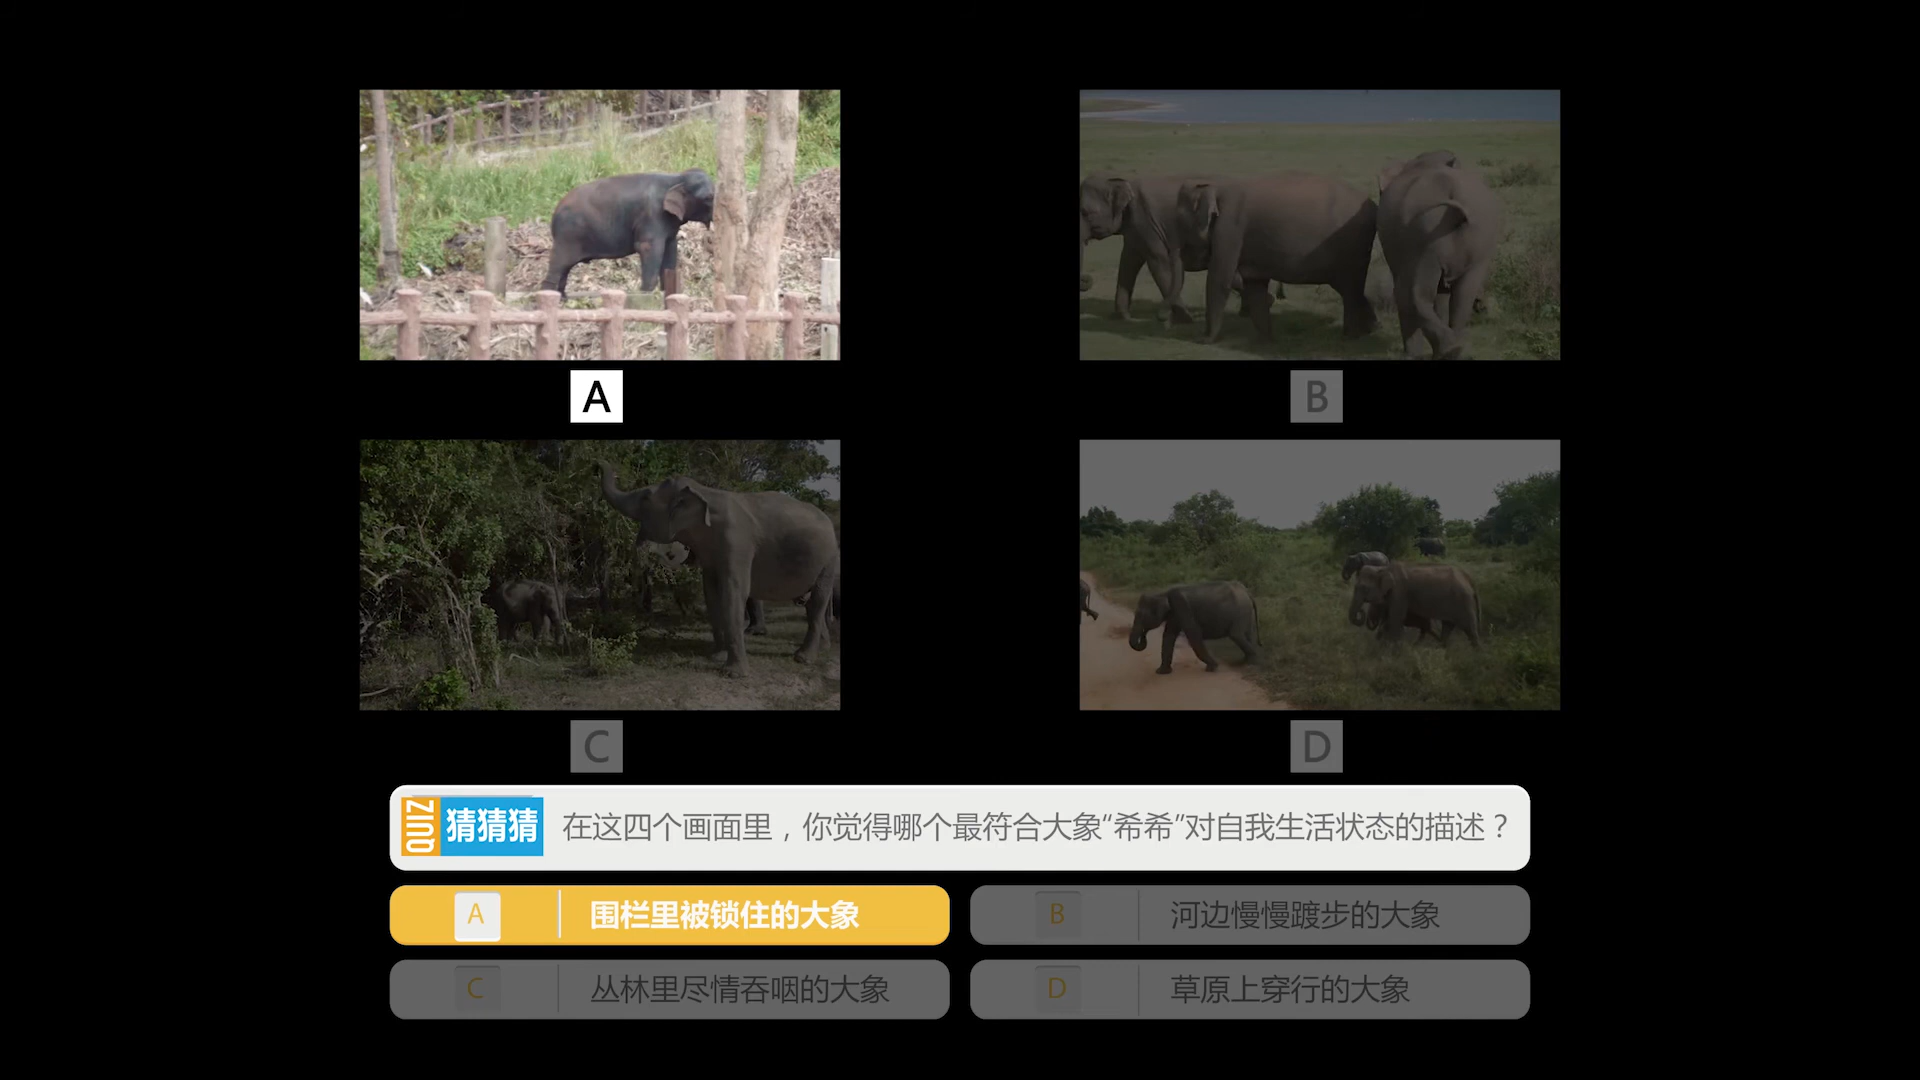 A
B
C
D
QUIZ 猜猜猜 在这四个画面里，你觉得哪个最符合大象“希希”对自我生活状态的描述？
A 围栏里被锁住的大象
B 河边慢慢踱步的大象
C 丛林里尽情吞咽的大象
D 草原上穿行的大象